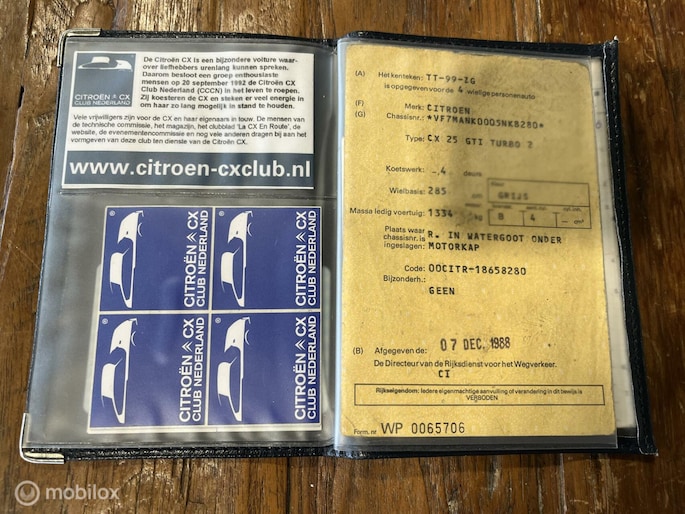 De Citroën CX is een bijzondere voiture waar-
over liefhebbers urenlang kunnen spreken.
Daarom besloot een groep enthousiaste
mensen op 20 september 1992 de Citroën CX
Club Nederland (CCCN) in het leven te roepen.
Zij koesteren de CX en steken er veel energie in
om haar zo lang mogelijk in stand te houden.
CITROËN CX
CLUB NEDERLAND
Vele vrijwilligers zijn voor de CX en haar eigenaars in touw. De mensen van
de technische commissie, het magazijn, het clubblad 'La CX En Route', de
website, de evenementencommissie en nog vele anderen dragen bij aan het
vormgeven van deze club ten dienste van de Citroën CX.
www.citroen-cxclub.nl
CITROËN CX
CLUB NEDERLAND
CITROËN CX
CLUB NEDERLAND
CITROËN CX
CLUB NEDERLAND
CITROËN CX
CLUB NEDERLAND
(A) Het kenteken: TT-99-ZG
is opgegeven voor de 4 wielige personenauto
(F) Merk: CITROEN
(G) Chassisnr.: *VF7MANK0005NK8280*
Type: CX 25 GTI TURBO 2
Koetswerk: -,4 deurs
Wielbasis: 285 cm
GRIJS
Massa ledig voertuig: 1334 kg
B 4
Plaats waar
chassisnr. is
ingeslagen: R. IN WATERGOOT ONDER
MOTORKAP
Code: 00CITR-18658280
Bijzonderh.:
GEEN
07 DEC. 1988
(B) Afgegeven de:
De Directeur van de Rijksdienst voor het Wegverkeer.
CI
Rijkseigendom: Iedere eigenmachtige aanvulling of verandering in dit bewijs is
VERBODEN
Form. nr WP 0065706
mobilox